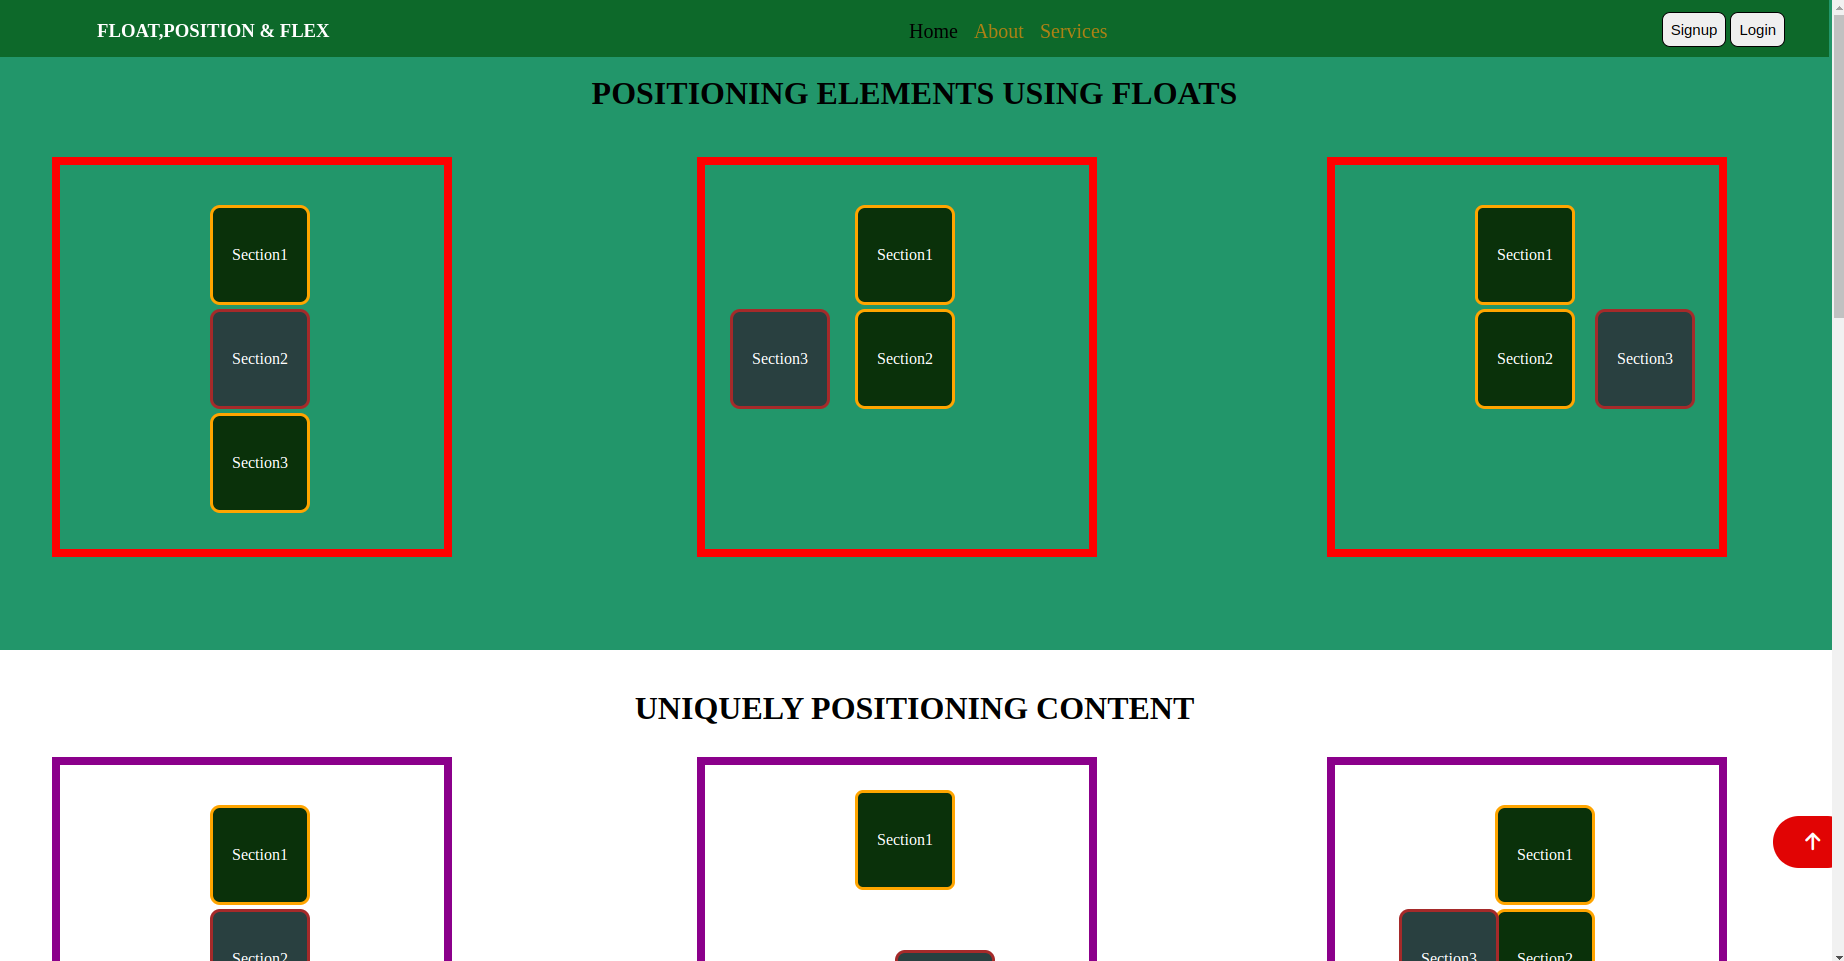 FLOAT,POSITION & FLEX
Home About Services
Signup Login
POSITIONING ELEMENTS USING FLOATS
Section1
Section2
Section3
Section1
Section3 Section2
Section1
Section2 Section3
UNIQUELY POSITIONING CONTENT
Section1
Section2
Section1
Section1
Section3 Section2